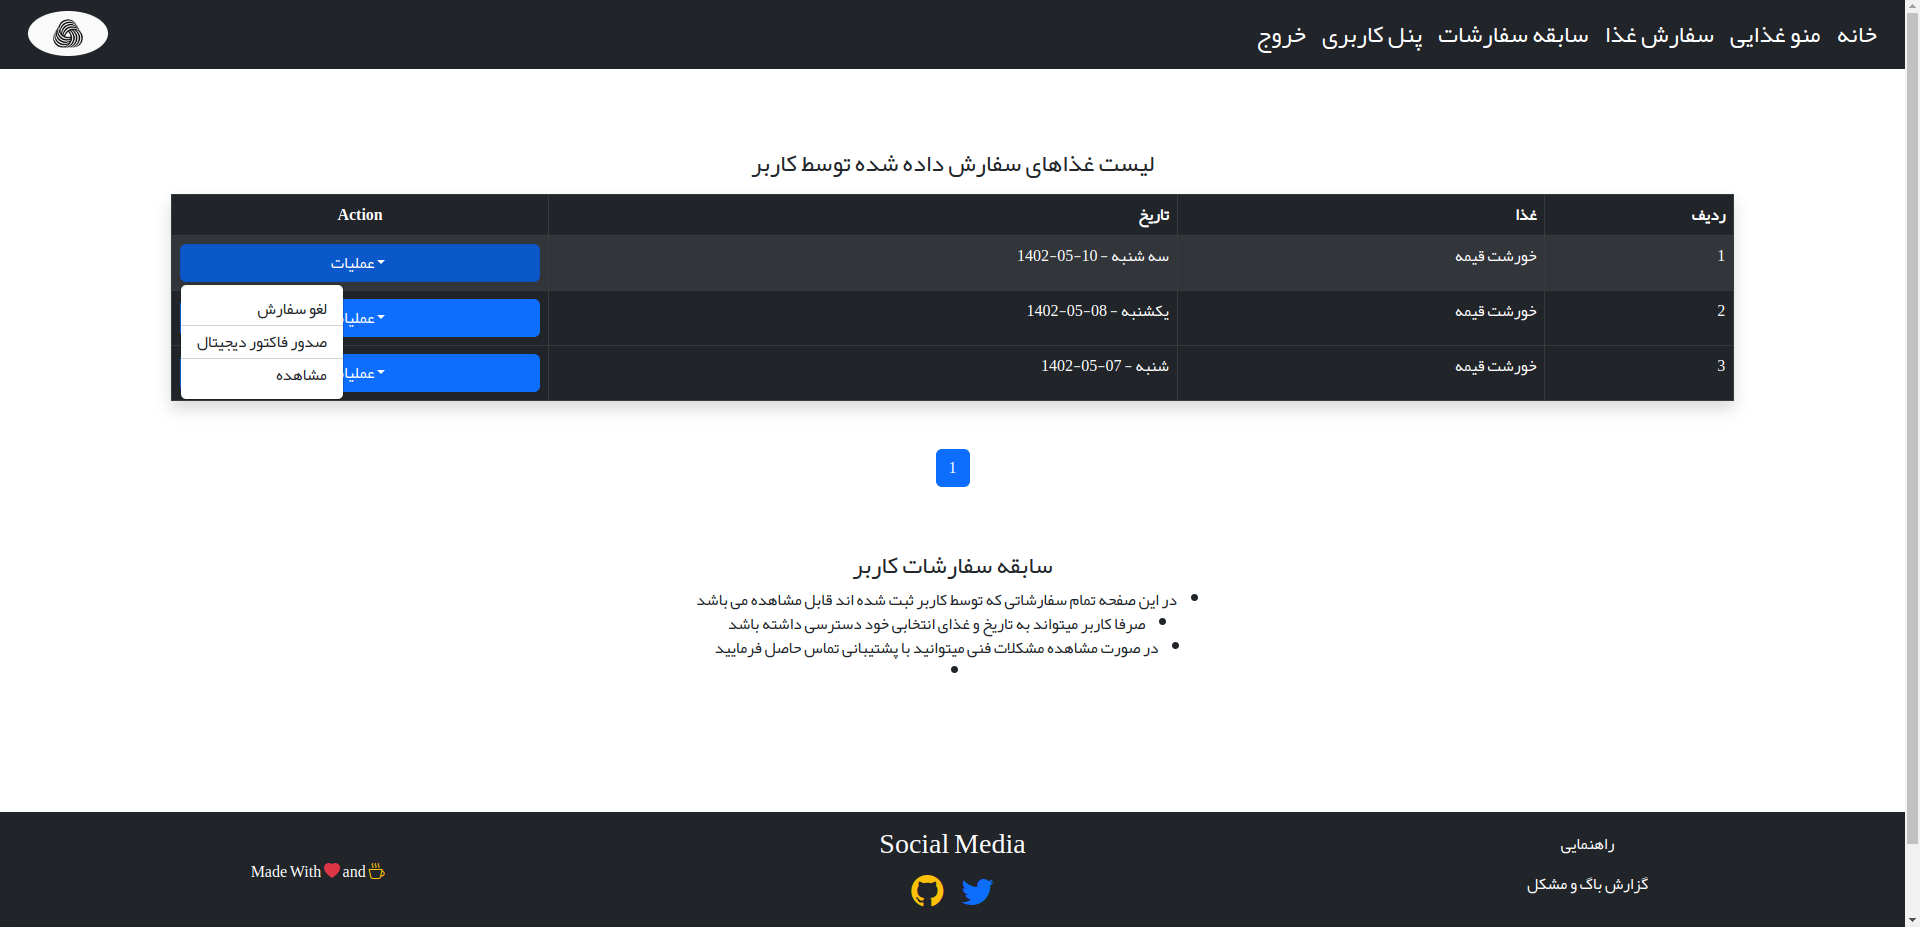 خانه منو غذایی سفارش غذا سابقه سفارشات پنل کاربری خروج
لیست غذاهای سفارش داده شده توسط کاربر
ردیف غذا تاریخ Action
1 خورشت قیمه سه شنبه - 10-05-1402 عملیات
2 خورشت قیمه یکشنبه - 08-05-1402 عملیا
3 خورشت قیمه شنبه - 07-05-1402 عملیا
لغو سفارش
صدور فاکتور دیجیتال
مشاهده
1
سابقه سفارشات کاربر
در این صفحه تمام سفارشاتی که توسط کاربر ثبت شده اند قابل مشاهده می باشد
صرفا کاربر میتواند به تاریخ و غذای انتخابی خود دسترسی داشته باشد
در صورت مشاهده مشکلات فنی میتوانید با پشتیبانی تماس حاصل فرمایید
راهنمایی
گزارش باگ و مشکل
Social Media
Made With and